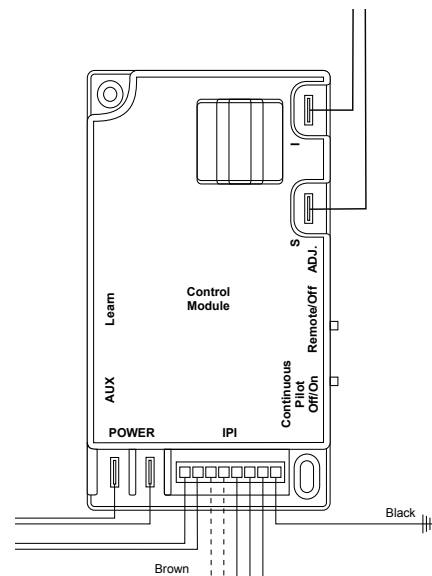 I
S
ADJ.
Control
Module
Learn
Remote/Off
AUX
Continuous
Pilot
Off/On
POWER
IPI
Black
Brown